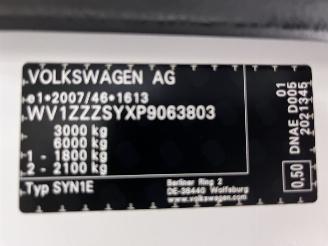 VOLKSWAGEN AG
e1*2007/46*1613
WV1ZZZSYXP9063803
3000 kg
6000 kg
1 - 1800 kg
2 - 2100 kg
Typ SYN1E
Berliner Ring 2
DE-38440 Wolfsburg
www.volkswagen.com
0,50
DNAE D005 01
2021345